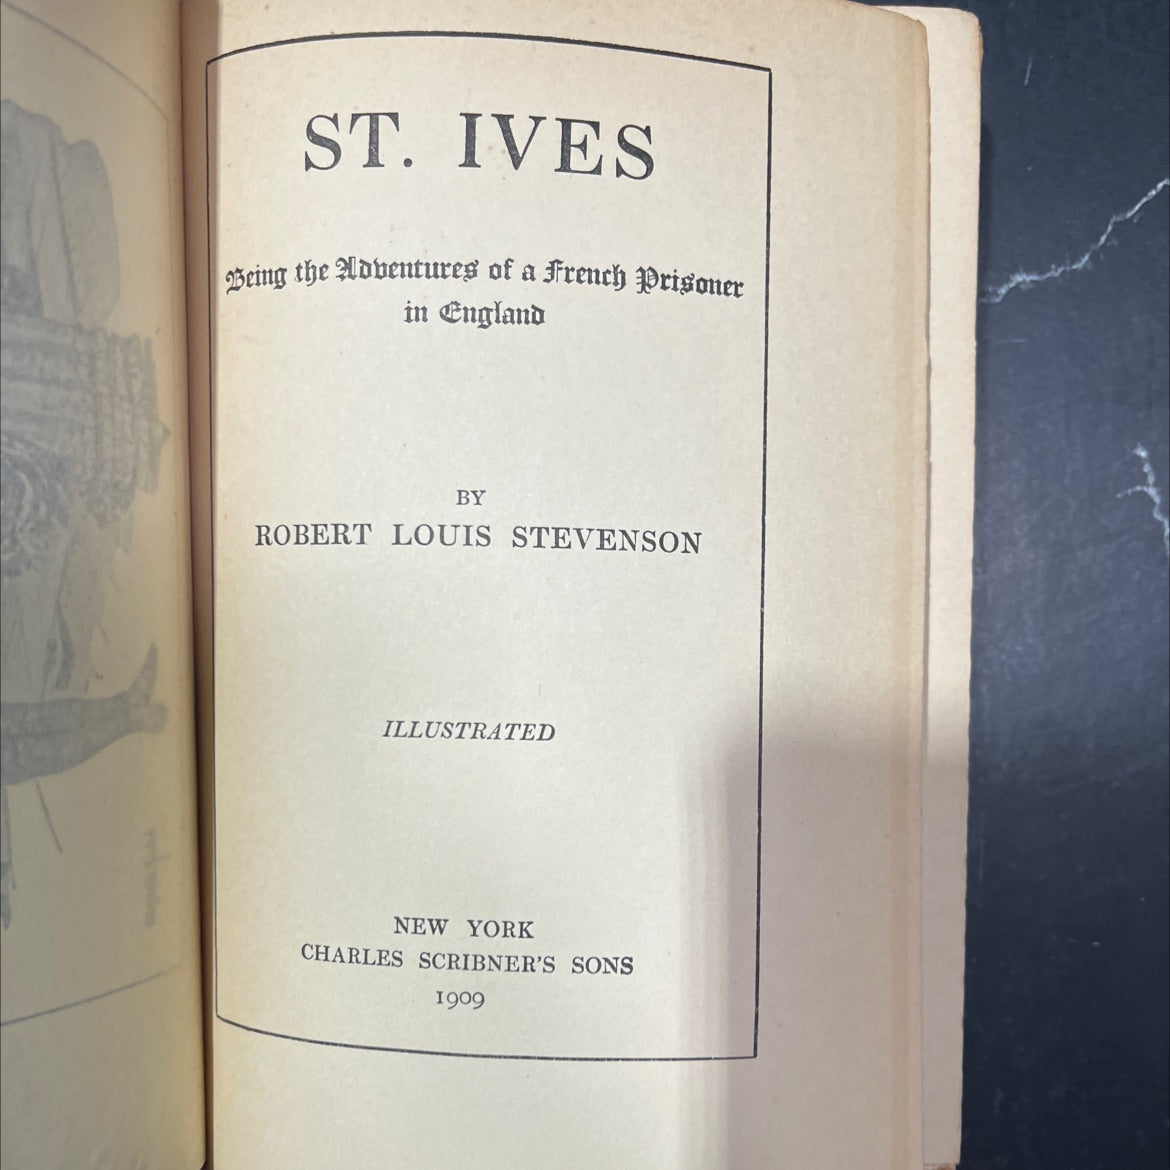 ST. IVES
Being the Adventures of a French Prisoner
in England
BY
ROBERT LOUIS STEVENSON
ILLUSTRATED
NEW YORK
CHARLES SCRIBNER'S SONS
1909